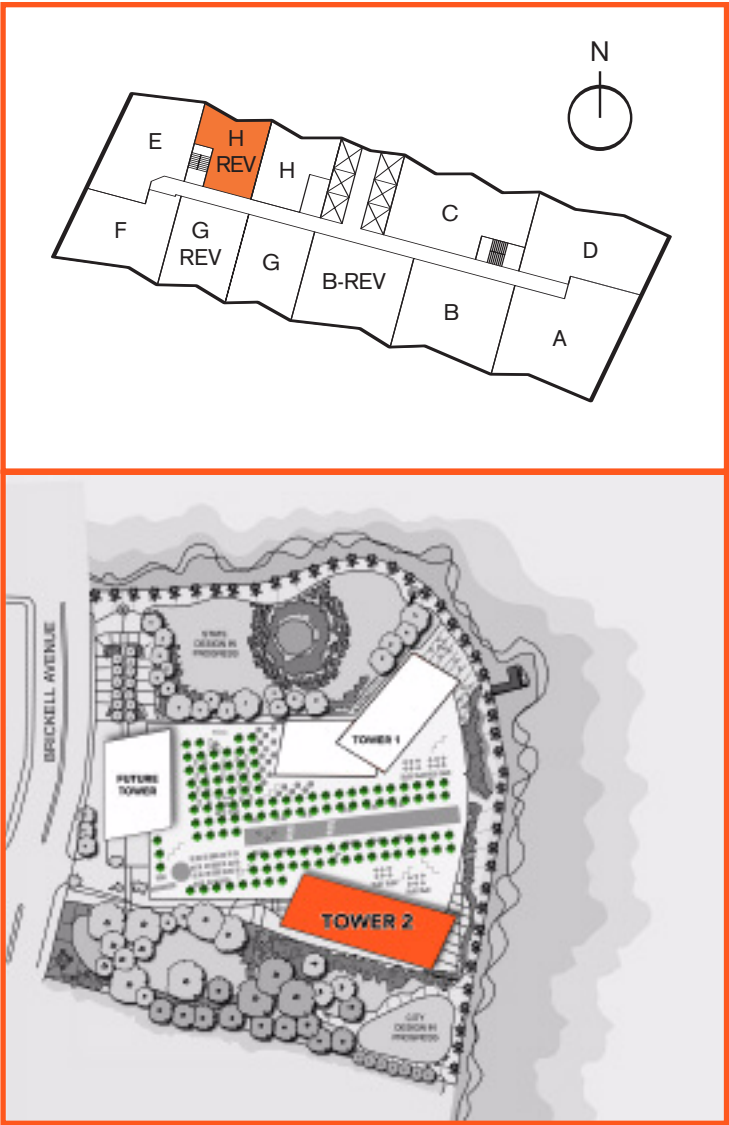 N
E
H
REV
H
C
D
F
G
REV
G
B-REV
B
A
BRICKELL AVENUE
STATE
DESIGN IN
PROGRESS
TOWER 1
FUTURE
TOWER
TOWER 2
CITY
DESIGN IN
PROGRESS